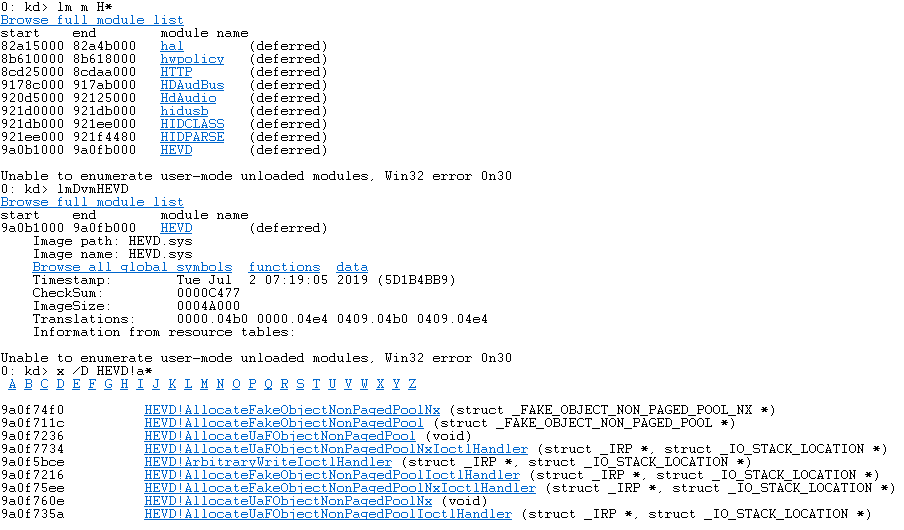 0: kd> lm m H*
Browse full module list
start    end        module name
82a15000 82a4b000   hal        (deferred)
8b610000 8b618000   hwpolicy   (deferred)
8cd25000 8cdaa000   HTTP       (deferred)
9178c000 917ab000   HDAudBus   (deferred)
920d5000 92125000   HdAudio    (deferred)
921d0000 921db000   hidusb     (deferred)
921db000 921ee000   HIDCLASS   (deferred)
921ee000 921f4480   HIDPARSE   (deferred)
9a0b1000 9a0fb000   HEVD       (deferred)
Unable to enumerate user-mode unloaded modules, Win32 error 0n30
0: kd> lmDvmHEVD
Browse full module list
start    end        module name
9a0b1000 9a0fb000   HEVD       (deferred)
Image path: HEVD.sys
Image name: HEVD.sys
Browse all global symbols  functions  data
Timestamp:        Tue Jul  2 07:19:05 2019 (5D1B4BB9)
CheckSum:         0000C477
ImageSize:        0004A000
Translations:     0000.04b0 0000.04e4 0409.04b0 0409.04e4
Information from resource tables:
Unable to enumerate user-mode unloaded modules, Win32 error 0n30
0: kd> x /D HEVD!a*
A B C D E F G H I J K L M N O P Q R S T U V W X Y Z
9a0f74f0          HEVD!AllocateFakeObjectNonPagedPoolNx (struct _FAKE_OBJECT_NON_PAGED_POOL_NX *)
9a0f711c          HEVD!AllocateFakeObjectNonPagedPool (struct _FAKE_OBJECT_NON_PAGED_POOL *)
9a0f7236          HEVD!AllocateUaFObjectNonPagedPool (void)
9a0f7734          HEVD!AllocateUaFObjectNonPagedPoolNxIoctlHandler (struct _IRP *, struct _IO_STACK_LOCATION *)
9a0f5bce          HEVD!ArbitraryWriteIoctlHandler (struct _IRP *, struct _IO_STACK_LOCATION *)
9a0f7216          HEVD!AllocateFakeObjectNonPagedPoolIoctlHandler (struct _IRP *, struct _IO_STACK_LOCATION *)
9a0f75ee          HEVD!AllocateFakeObjectNonPagedPoolNxIoctlHandler (struct _IRP *, struct _IO_STACK_LOCATION *)
9a0f760e          HEVD!AllocateUaFObjectNonPagedPoolNx (void)
9a0f735a          HEVD!AllocateUaFObjectNonPagedPoolIoctlHandler (struct _IRP *, struct _IO_STACK_LOCATION *)